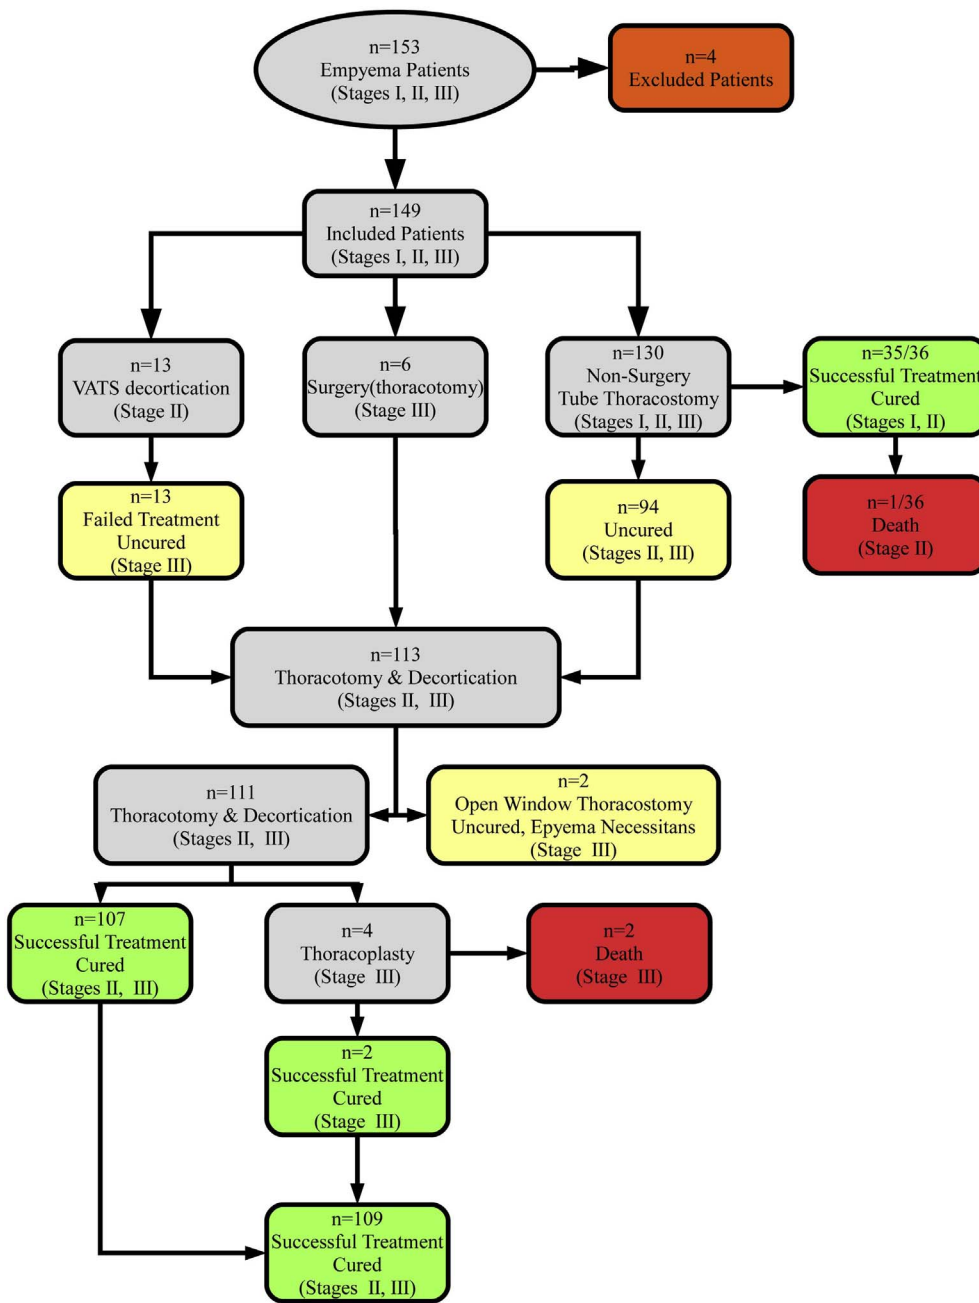 n=153
Empyema Patients
(Stages I, II, III)
n=4
Excluded Patients
n=149
Included Patients
(Stages I, II, III)
n=13
VATS decortication
(Stage II)
n=6
Surgery(thoracotomy)
(Stage III)
n=130
Non-Surgery
Tube Thoracostomy
(Stages I, II, III)
n=35/36
Successful Treatment
Cured
(Stages I, II)
n=13
Failed Treatment
Uncured
(Stage III)
n=94
Uncured
(Stages II, III)
n=1/36
Death
(Stage II)
n=113
Thoracotomy & Decortication
(Stages II, III)
n=111
Thoracotomy & Decortication
(Stages II, III)
n=2
Open Window Thoracostomy
Uncured, Epyema Necessitans
(Stage III)
n=107
Successful Treatment
Cured
(Stages II, III)
n=4
Thoracoplasty
(Stage III)
n=2
Death
(Stage III)
n=2
Successful Treatment
Cured
(Stage III)
n=109
Successful Treatment
Cured
(Stages II, III)